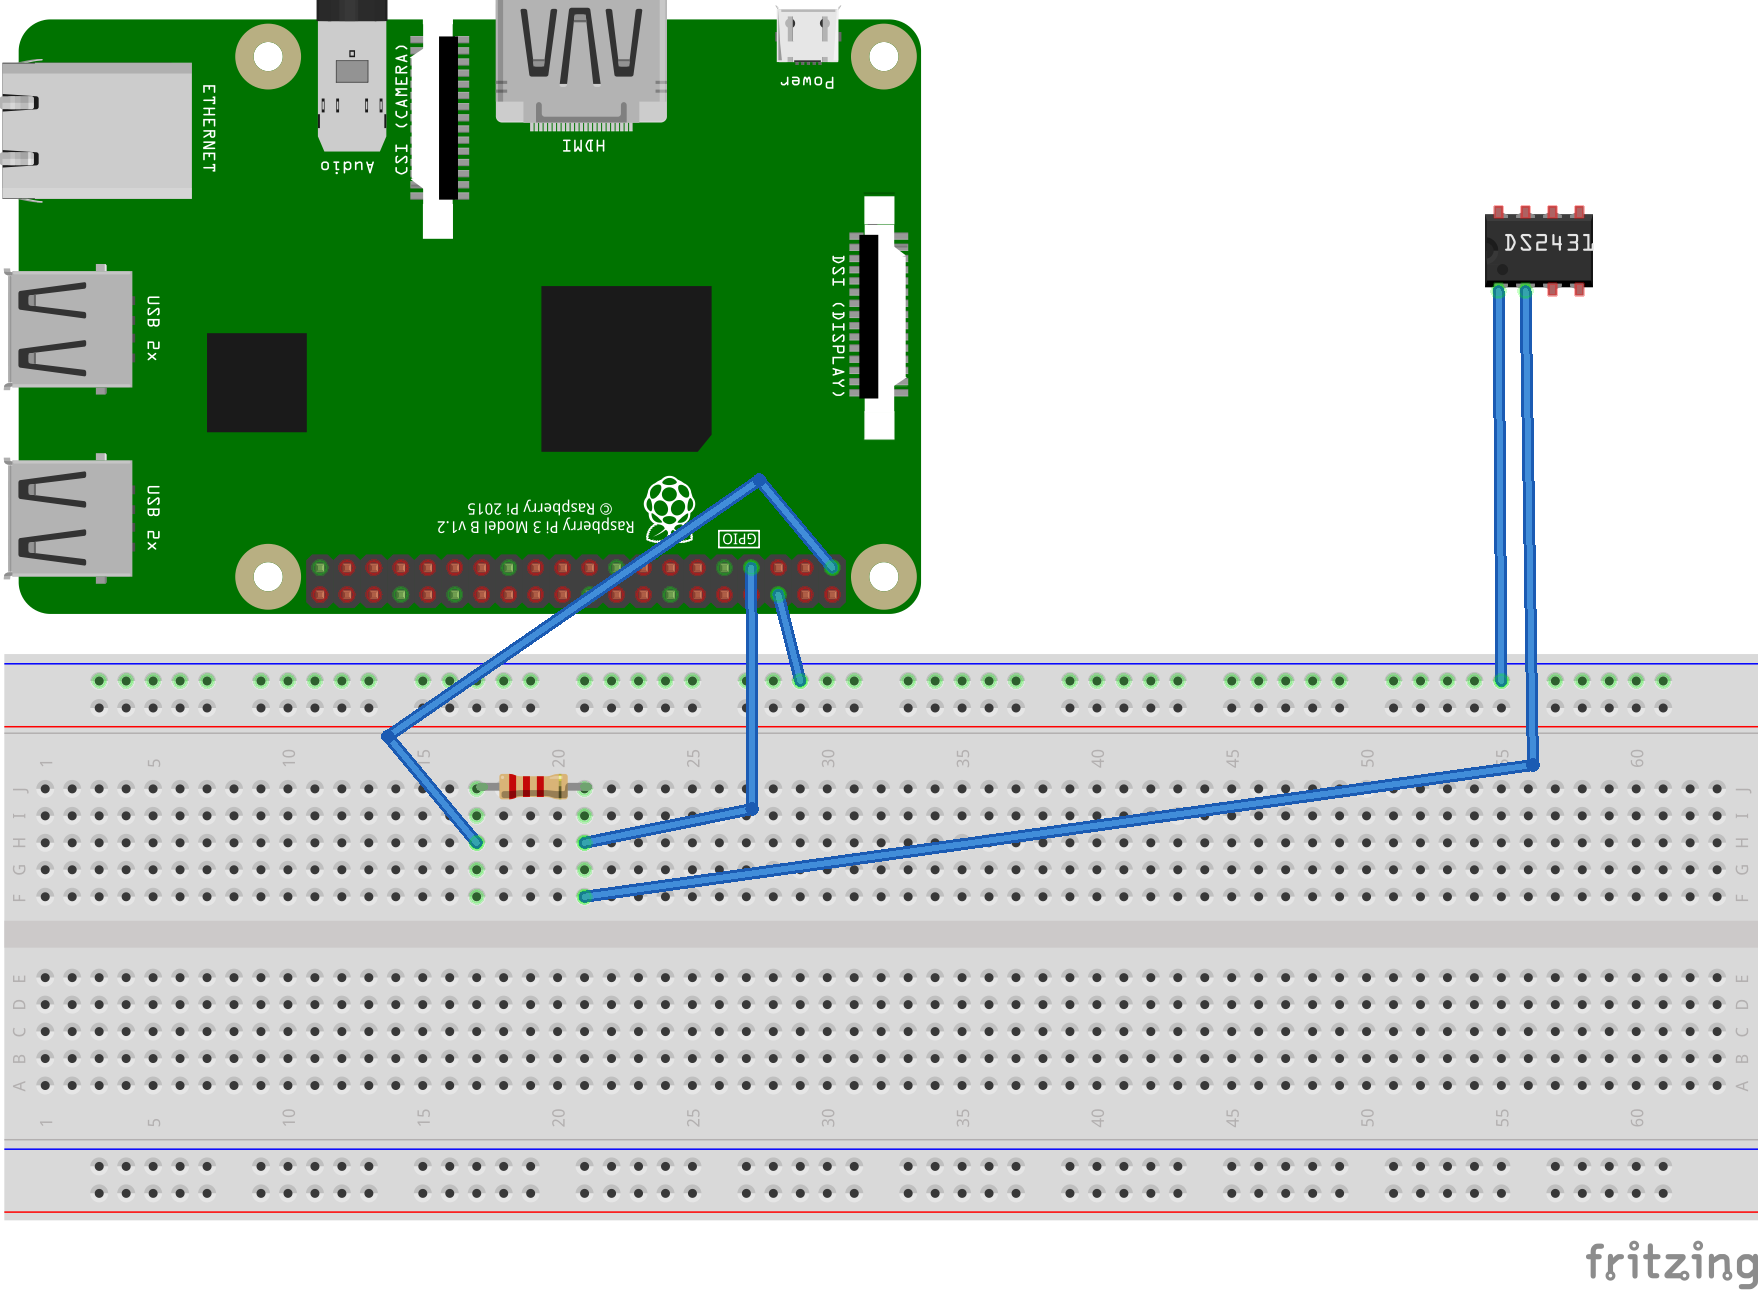 ETHERNET
Audio
CSI (CAMERA)
HDMI
Power
DSI (DISPLAY)
USB 2x
USB 2x
© Raspberry Pi 2015
Raspberry Pi 3 Model B v1.2
GPIO
DS2431
1 5 10 15 20 25 30 35 40 45 50 55 60
J J
I I
H H
G G
F F
E E
D D
C C
B B
A A
1 5 10 15 20 25 30 35 40 45 50 55 60
fritzing